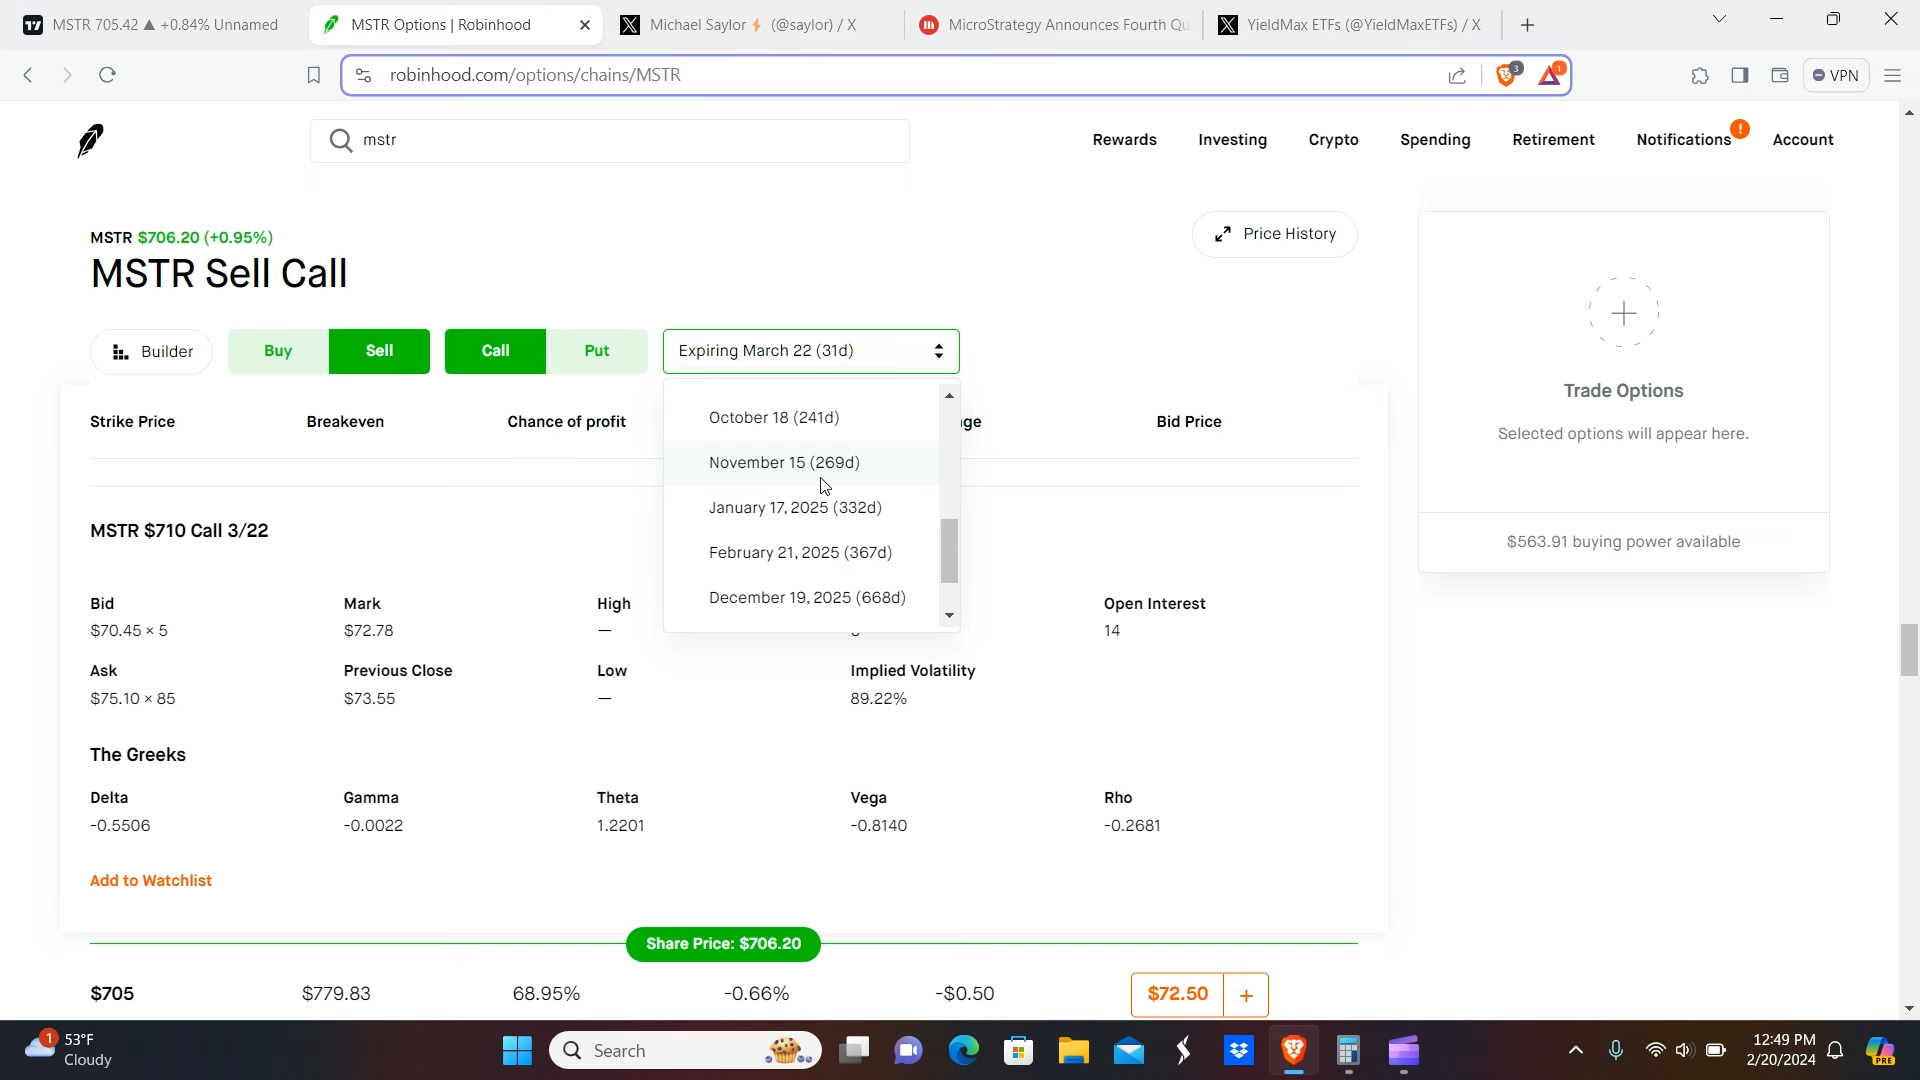 MSTR 705.42 ▲ +0.84% Unnamed
MSTR Options | Robinhood
Michael Saylor⚡ (@saylor) / X
MicroStrategy Announces Fourth Qu
YieldMax ETFs (@YieldMaxETFs) / X
robinhood.com/options/chains/MSTR
3
1
VPN
mstr
Rewards
Investing
Crypto
Spending
Retirement
Notifications
!
Account
MSTR $706.20 (+0.95%)
MSTR Sell Call
Price History
Builder
Buy
Sell
Call
Put
Expiring March 22 (31d)
October 18 (241d)
November 15 (269d)
January 17, 2025 (332d)
February 21, 2025 (367d)
December 19, 2025 (668d)
Strike Price
Breakeven
Chance of profit
Bid Price
Trade Options
Selected options will appear here.
$563.91 buying power available
MSTR $710 Call 3/22
Bid
$70.45 × 5
Mark
$72.78
High
—
Open Interest
14
Ask
$75.10 × 85
Previous Close
$73.55
Low
—
Implied Volatility
89.22%
The Greeks
Delta
-0.5506
Gamma
-0.0022
Theta
1.2201
Vega
-0.8140
Rho
-0.2681
Add to Watchlist
Share Price: $706.20
$705
$779.83
68.95%
-0.66%
-$0.50
$72.50
+
1
53°F
Cloudy
Search
12:49 PM
2/20/2024
PRE